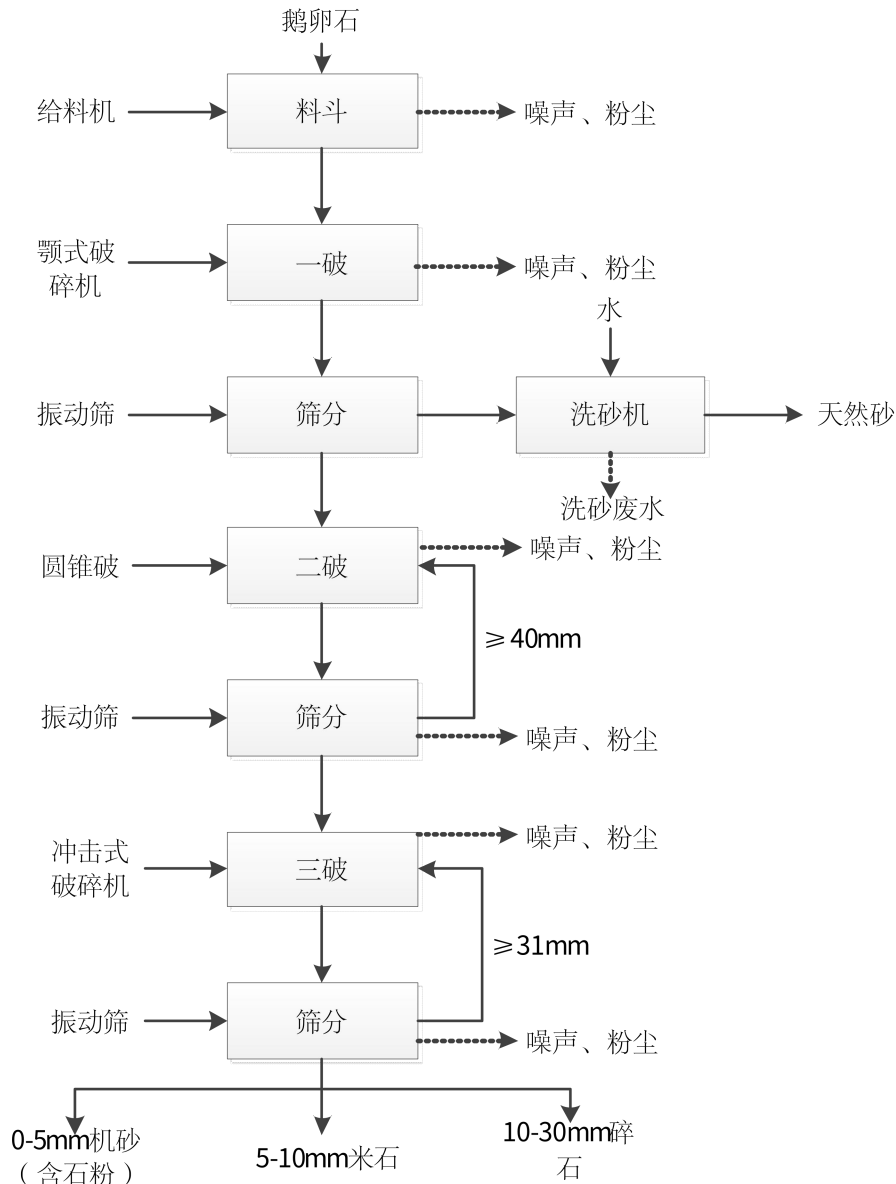 鹅卵石
给料机
料斗
噪声、粉尘
颚式破
碎机
一破
噪声、粉尘
水
振动筛
筛分
洗砂机
天然砂
洗砂废水
圆锥破
二破
噪声、粉尘
≥40mm
振动筛
筛分
噪声、粉尘
冲击式
破碎机
三破
噪声、粉尘
≥31mm
振动筛
筛分
噪声、粉尘
0-5mm机砂
（含石粉）
5-10mm米石
10-30mm碎
石